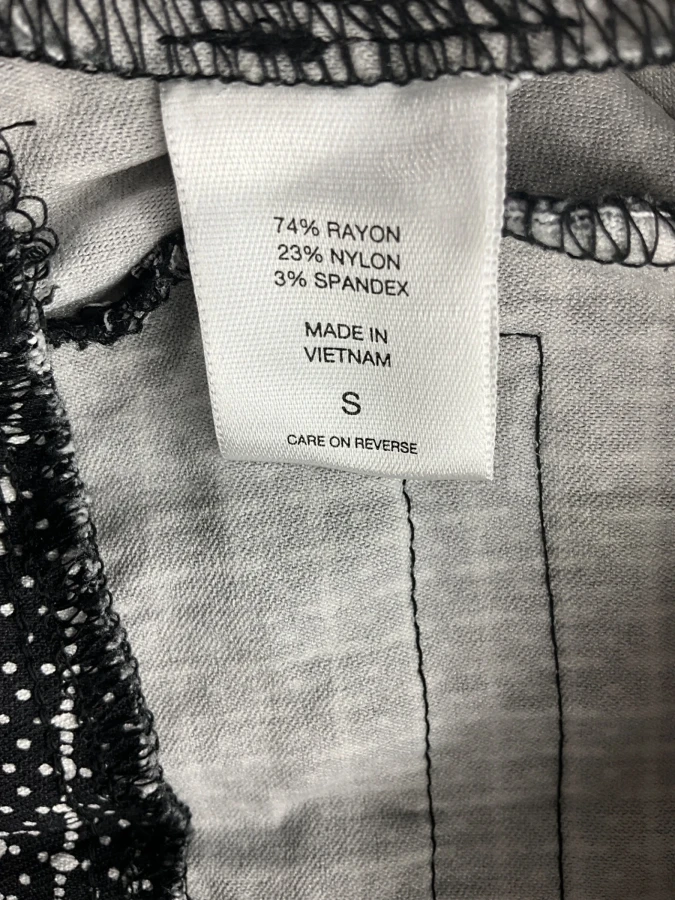 74% RAYON
23% NYLON
3% SPANDEX
MADE IN
VIETNAM
S
CARE ON REVERSE